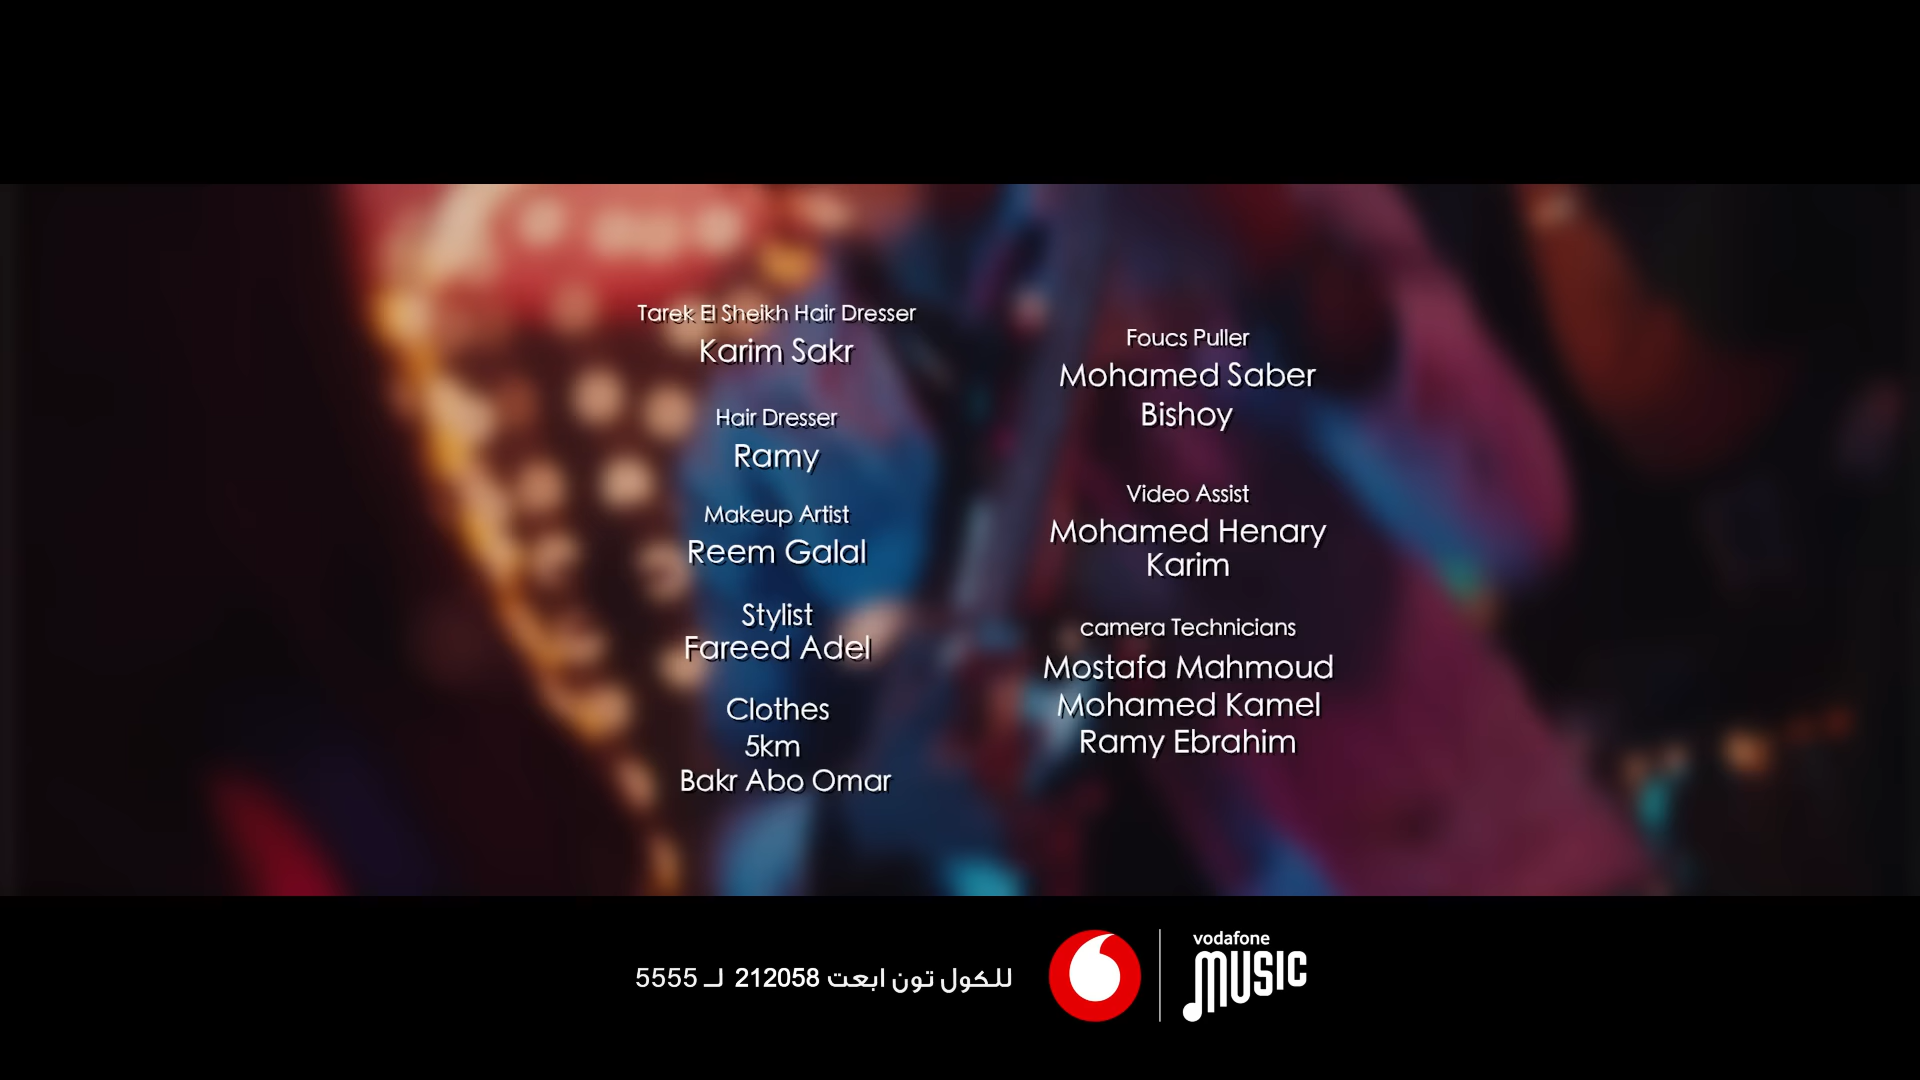 Tarek El Sheikh Hair Dresser
Karim Sakr
Hair Dresser
Ramy
Makeup Artist
Reem Galal
Stylist
Fareed Adel
Clothes
5km
Bakr Abo Omar
Foucs Puller
Mohamed Saber
Bishoy
Video Assist
Mohamed Henary
Karim
camera Technicians
Mostafa Mahmoud
Mohamed Kamel
Ramy Ebrahim
للكول تون ابعت 212058 لـ 5555
vodafone
MUSIC